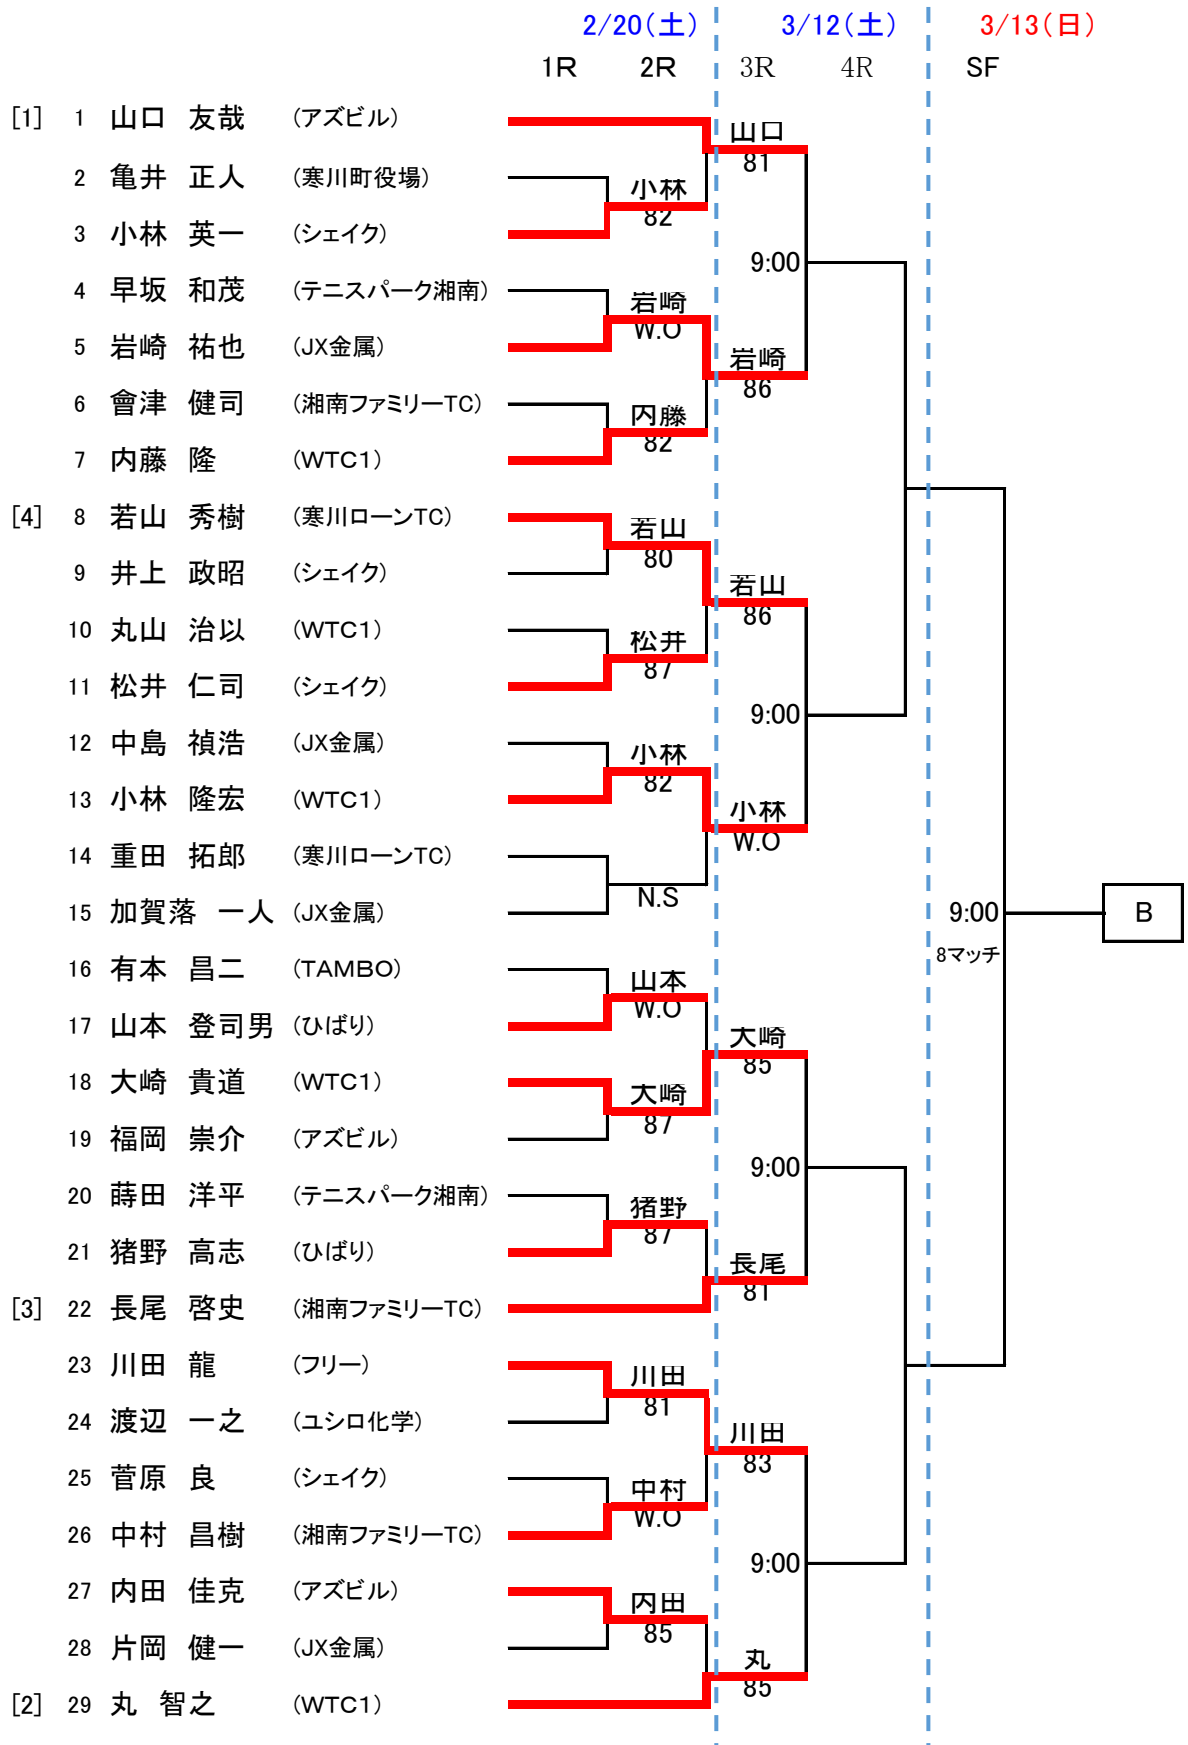 2/20(土) 3/12(土) 3/13(日)
1R 2R 3R 4R SF
[1] 1 山口 友哉 (アズビル)
山口
81
2 亀井 正人 (寒川町役場)
小林
82
3 小林 英一 (シェイク)
9:00
4 早坂 和茂 (テニスパーク湘南)
岩崎
W.O
5 岩崎 祐也 (JX金属)
岩崎
86
6 會津 健司 (湘南ファミリーTC)
内藤
82
7 内藤 隆 (WTC1)
[4] 8 若山 秀樹 (寒川ローンTC)
若山
80
9 井上 政昭 (シェイク)
若山
86
10 丸山 治以 (WTC1)
松井
87
11 松井 仁司 (シェイク)
9:00
12 中島 禎浩 (JX金属)
小林
82
13 小林 隆宏 (WTC1)
小林
W.O
14 重田 拓郎 (寒川ローンTC)
N.S
15 加賀落 一人 (JX金属)
9:00 B
8マッチ
16 有本 昌二 (TAMBO)
山本
W.O
17 山本 登司男 (ひばり)
大崎
85
18 大崎 貴道 (WTC1)
大崎
87
19 福岡 崇介 (アズビル)
9:00
20 蒔田 洋平 (テニスパーク湘南)
猪野
87
21 猪野 高志 (ひばり)
長尾
81
[3] 22 長尾 啓史 (湘南ファミリーTC)
23 川田 龍 (フリー)
川田
81
24 渡辺 一之 (ユシロ化学)
川田
83
25 菅原 良 (シェイク)
中村
W.O
26 中村 昌樹 (湘南ファミリーTC)
9:00
27 内田 佳克 (アズビル)
内田
85
28 片岡 健一 (JX金属)
丸
85
[2] 29 丸 智之 (WTC1)